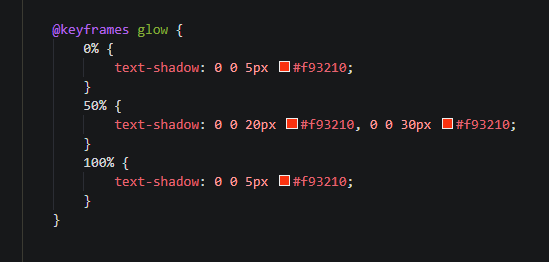 @keyframes glow {
0% {
text-shadow: 0 0 5px #f93210;
}
50% {
text-shadow: 0 0 20px #f93210, 0 0 30px #f93210;
}
100% {
text-shadow: 0 0 5px #f93210;
}
}